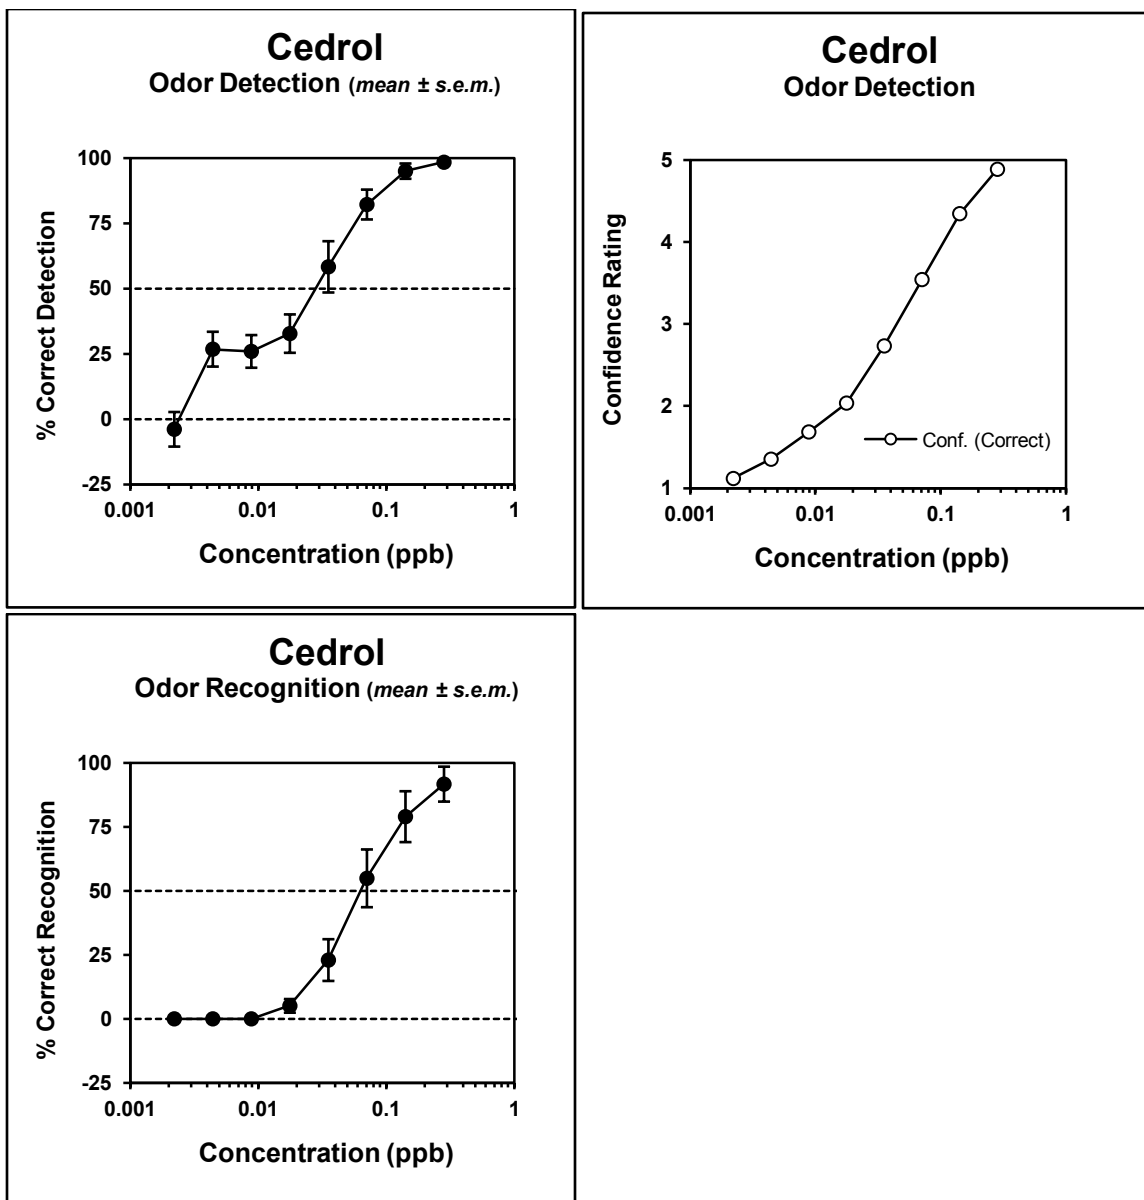 Cedrol
Odor Detection (mean ± s.e.m.)
% Correct Detection
100
75
50
25
0
-25
0.001 0.01 0.1 1
Concentration (ppb)
Cedrol
Odor Detection
Confidence Rating
5
4
3
2
1
Conf. (Correct)
0.001 0.01 0.1 1
Concentration (ppb)
Cedrol
Odor Recognition (mean ± s.e.m.)
% Correct Recognition
100
75
50
25
0
-25
0.001 0.01 0.1 1
Concentration (ppb)